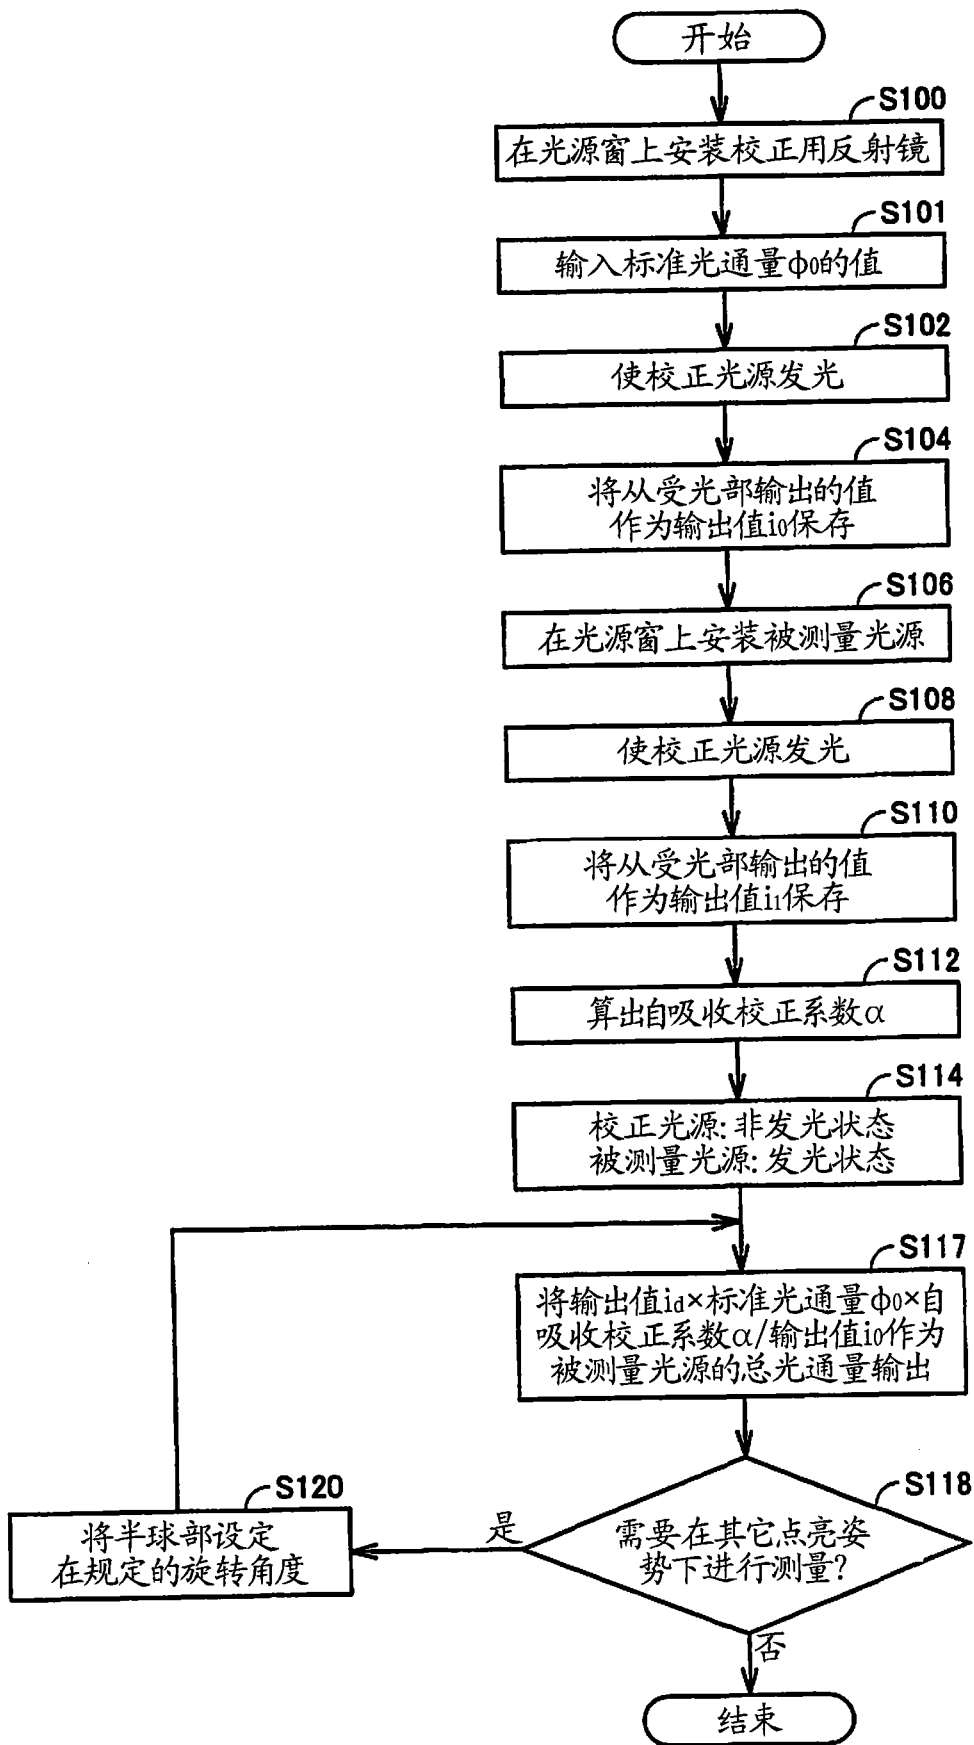 开始
S100
在光源窗上安装校正用反射镜
S101
输入标准光通量ϕ0的值
S102
使校正光源发光
S104
将从受光部输出的值
作为输出值i0保存
S106
在光源窗上安装被测量光源
S108
使校正光源发光
S110
将从受光部输出的值
作为输出值i1保存
S112
算出自吸收校正系数α
S114
校正光源:非发光状态
被测量光源:发光状态
S117
将输出值id×标准光通量ϕ0×自
吸收校正系数α/输出值i0作为
被测量光源的总光通量输出
S118
需要在其它点亮姿
势下进行测量?
是
S120
将半球部设定
在规定的旋转角度
否
结束